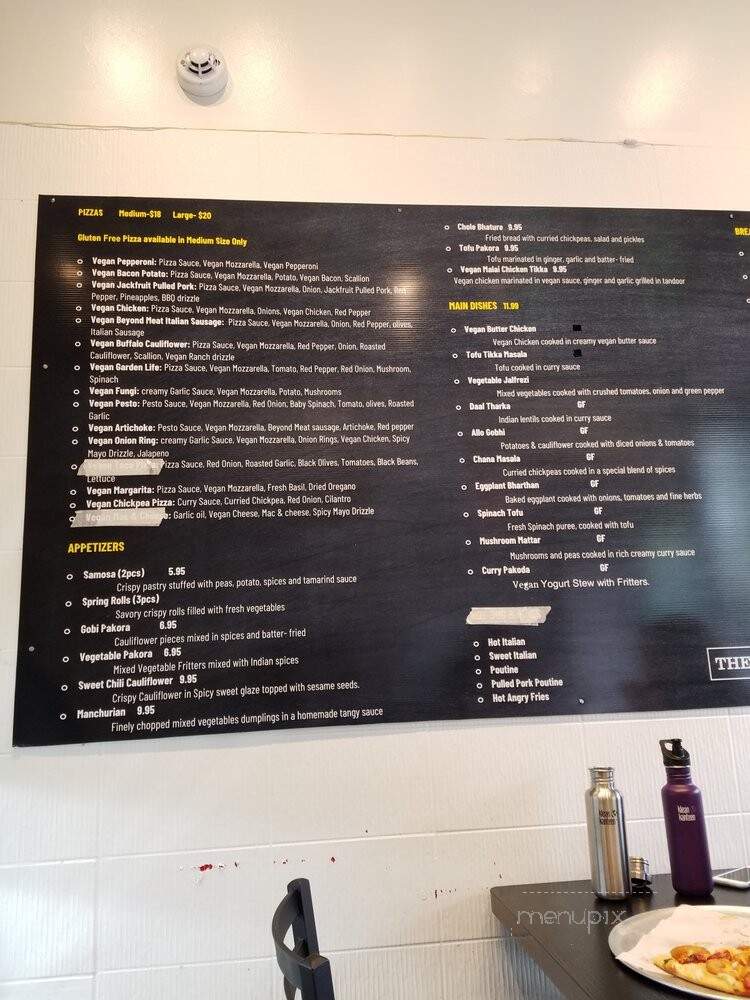 PIZZAS Medium-$18 Large- $20
Gluten Free Pizza available in Medium Size Only
Vegan Pepperoni: Pizza Sauce, Vegan Mozzarella, Vegan Pepperoni
Vegan Bacon Potato: Pizza Sauce, Vegan Mozzarella, Potato, Vegan Bacon, Scallion
Vegan Jackfruit Pulled Pork: Pizza Sauce, Vegan Mozzarella, Onion, Jackfruit Pulled Pork, Red
Pepper, Pineapples, BBQ drizzle
Vegan Chicken: Pizza Sauce, Vegan Mozzarella, Onions, Vegan Chicken, Red Pepper
Vegan Beyond Meat Italian Sausage: Pizza Sauce, Vegan Mozzarella, Onion, Red Pepper, olives,
Italian Sausage
Vegan Buffalo Cauliflower: Pizza Sauce, Vegan Mozzarella, Red Pepper, Onion, Roasted
Cauliflower, Scallion, Vegan Ranch drizzle
Vegan Garden Life: Pizza Sauce, Vegan Mozzarella, Tomato, Red Pepper, Red Onion, Mushroom,
Spinach
Vegan Fungi: creamy Garlic Sauce, Vegan Mozzarella, Potato, Mushrooms
Vegan Pesto: Pesto Sauce, Vegan Mozzarella, Red Onion, Baby Spinach, Tomato, olives, Roasted
Garlic
Vegan Artichoke: Pesto Sauce, Vegan Mozzarella, Beyond Meat sausage, Artichoke, Red pepper
Vegan Onion Ring: creamy Garlic Sauce, Vegan Mozzarella, Onion Rings, Vegan Chicken, Spicy
Mayo Drizzle, Jalapeno
Pizza Sauce, Red Onion, Roasted Garlic, Black Olives, Tomatoes, Black Beans,
Lettuce
Vegan Margarita: Pizza Sauce, Vegan Mozzarella, Fresh Basil, Dried Oregano
Vegan Chickpea Pizza: Curry Sauce, Curried Chickpea, Red Onion, Cilantro
Vegan Mac & Cheese: Garlic oil, Vegan Cheese, Mac & cheese, Spicy Mayo Drizzle
APPETIZERS
Samosa (2pcs) 5.95
Crispy pastry stuffed with peas, potato, spices and tamarind sauce
Spring Rolls (3pcs)
Savory crispy rolls filled with fresh vegetables
Gobi Pakora 6.95
Cauliflower pieces mixed in spices and batter- fried
Vegetable Pakora 6.95
Mixed Vegetable Fritters mixed with Indian spices
Sweet Chili Cauliflower 9.95
Crispy Cauliflower in Spicy sweet glaze topped with sesame seeds.
Manchurian 9.95
Finely chopped mixed vegetables dumplings in a homemade tangy sauce
Chole Bhature 9.95
Fried bread with curried chickpeas, salad and pickles
Tofu Pakora 9.95
Tofu marinated in ginger, garlic and batter- fried
Vegan Malai Chicken Tikka 9.95
Vegan chicken marinated in vegan sauce, ginger and garlic grilled in tandoor
MAIN DISHES 11.99
Vegan Butter Chicken
Vegan Chicken cooked in creamy vegan butter sauce
Tofu Tikka Masala
Tofu cooked in curry sauce
Vegetable Jalfrezi
Mixed vegetables cooked with crushed tomatoes, onion and green pepper
Daal Tharka GF
Indian lentils cooked in curry sauce
Allo Gobhi GF
Potatoes & cauliflower cooked with diced onions & tomatoes
Chana Masala GF
Curried chickpeas cooked in a special blend of spices
Eggplant Bharthan GF
Baked eggplant cooked with onions, tomatoes and fine herbs
Spinach Tofu GF
Fresh Spinach puree, cooked with tofu
Mushroom Mattar GF
Mushrooms and peas cooked in rich creamy curry sauce
Curry Pakoda GF
Vegan Yogurt Stew with Fritters.
Hot Italian
Sweet Italian
Poutine
Pulled Pork Poutine
Hot Angry Fries
BREA
THE
klean kanteen
klean kanteen
menupix